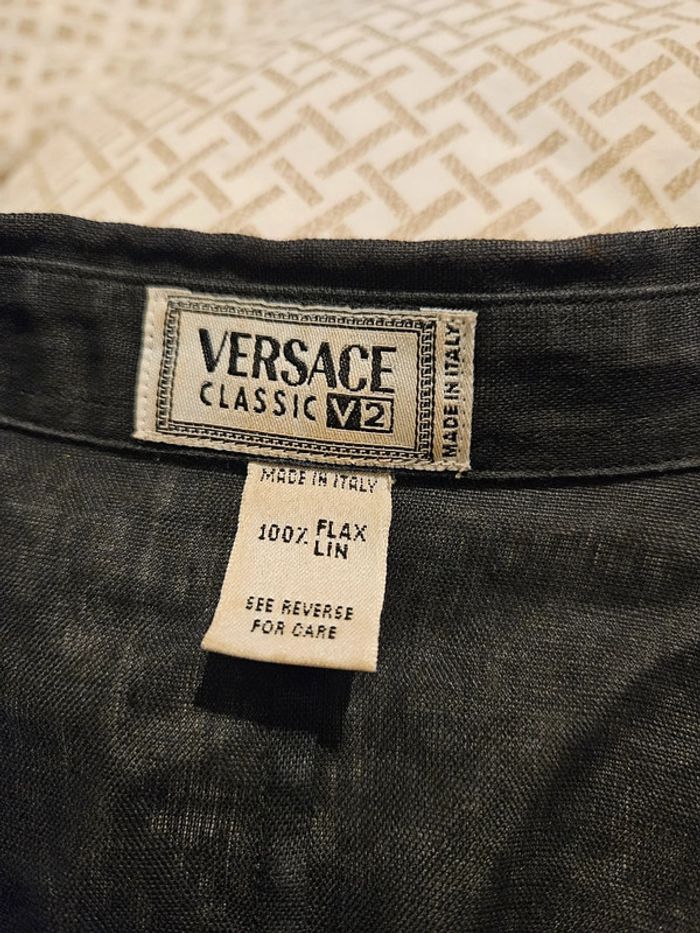 VERSACE
CLASSIC V2
MADE IN ITALY
MADE IN ITALY
100% FLAX
LIN
SEE REVERSE
FOR CARE